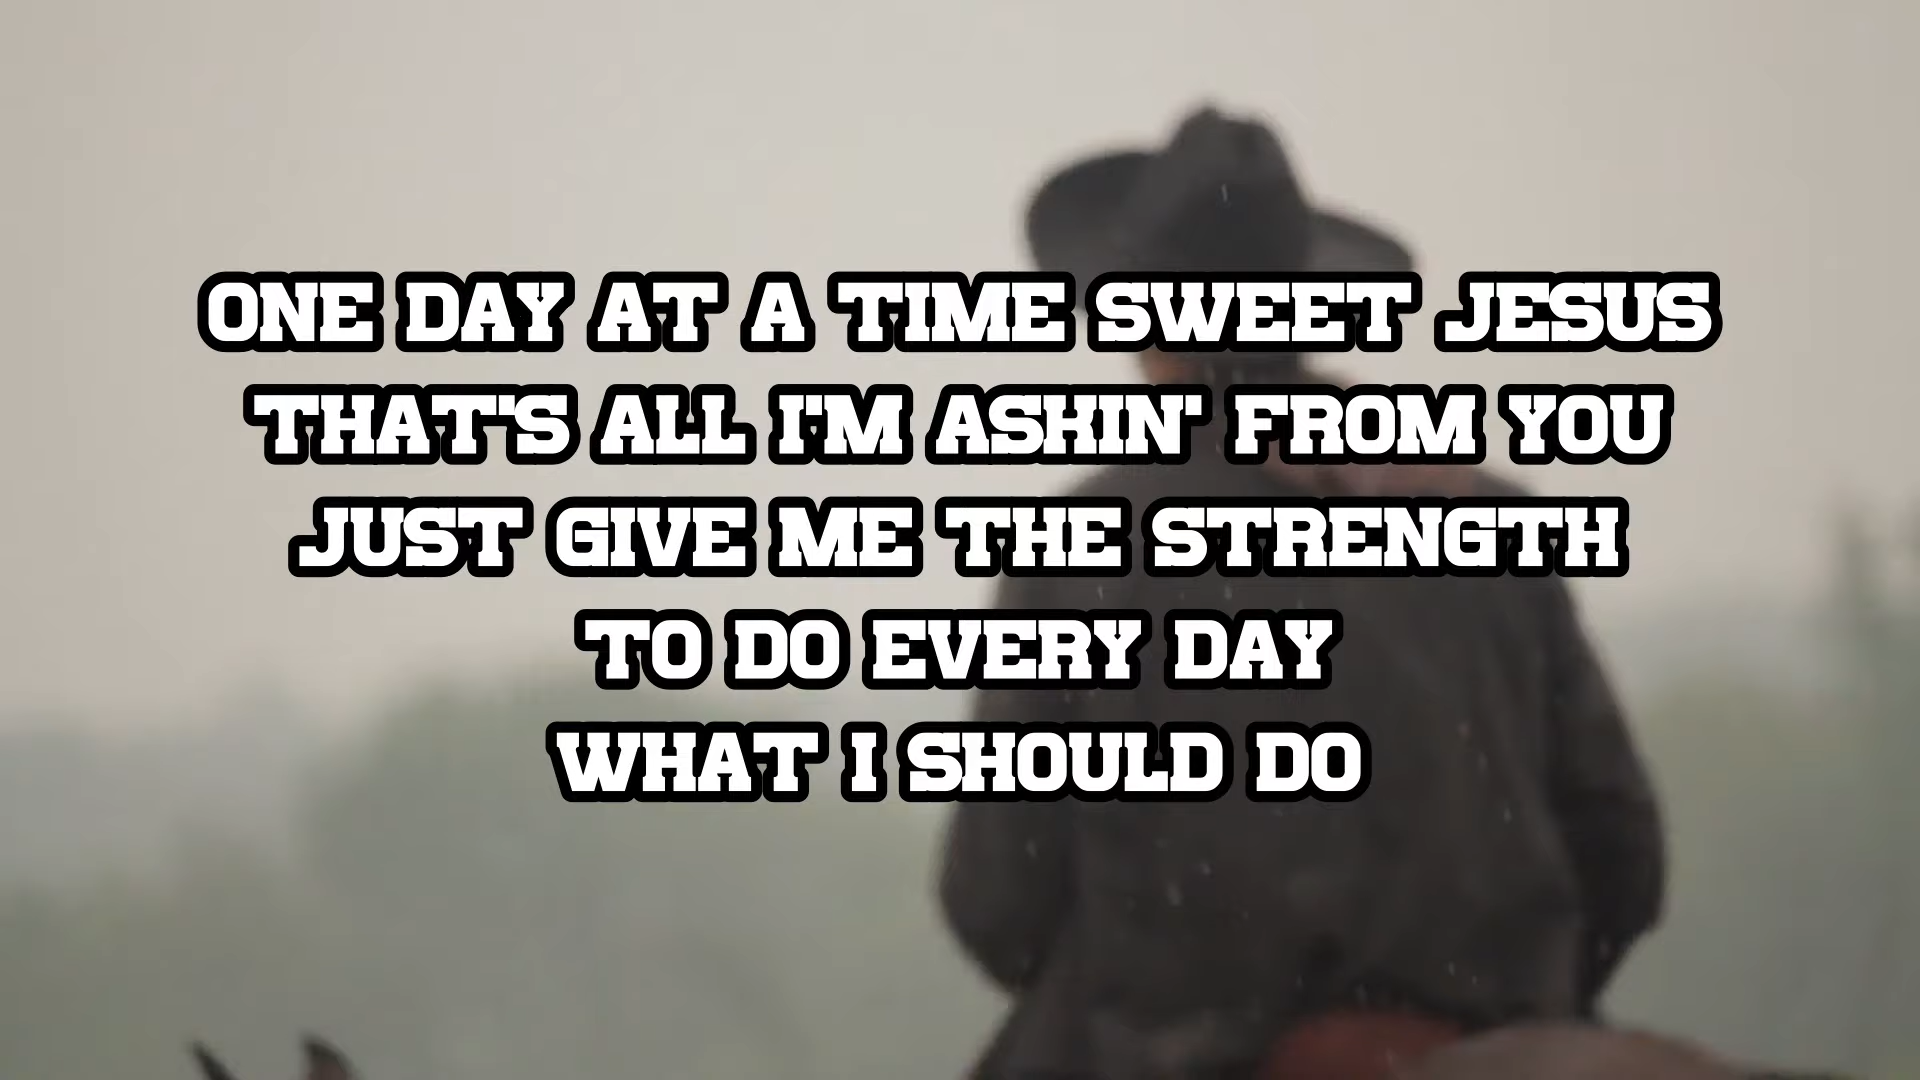 ONE DAY AT A TIME SWEET JESUS
THAT'S ALL I'M ASKIN' FROM YOU
JUST GIVE ME THE STRENGTH
TO DO EVERY DAY
WHAT I SHOULD DO